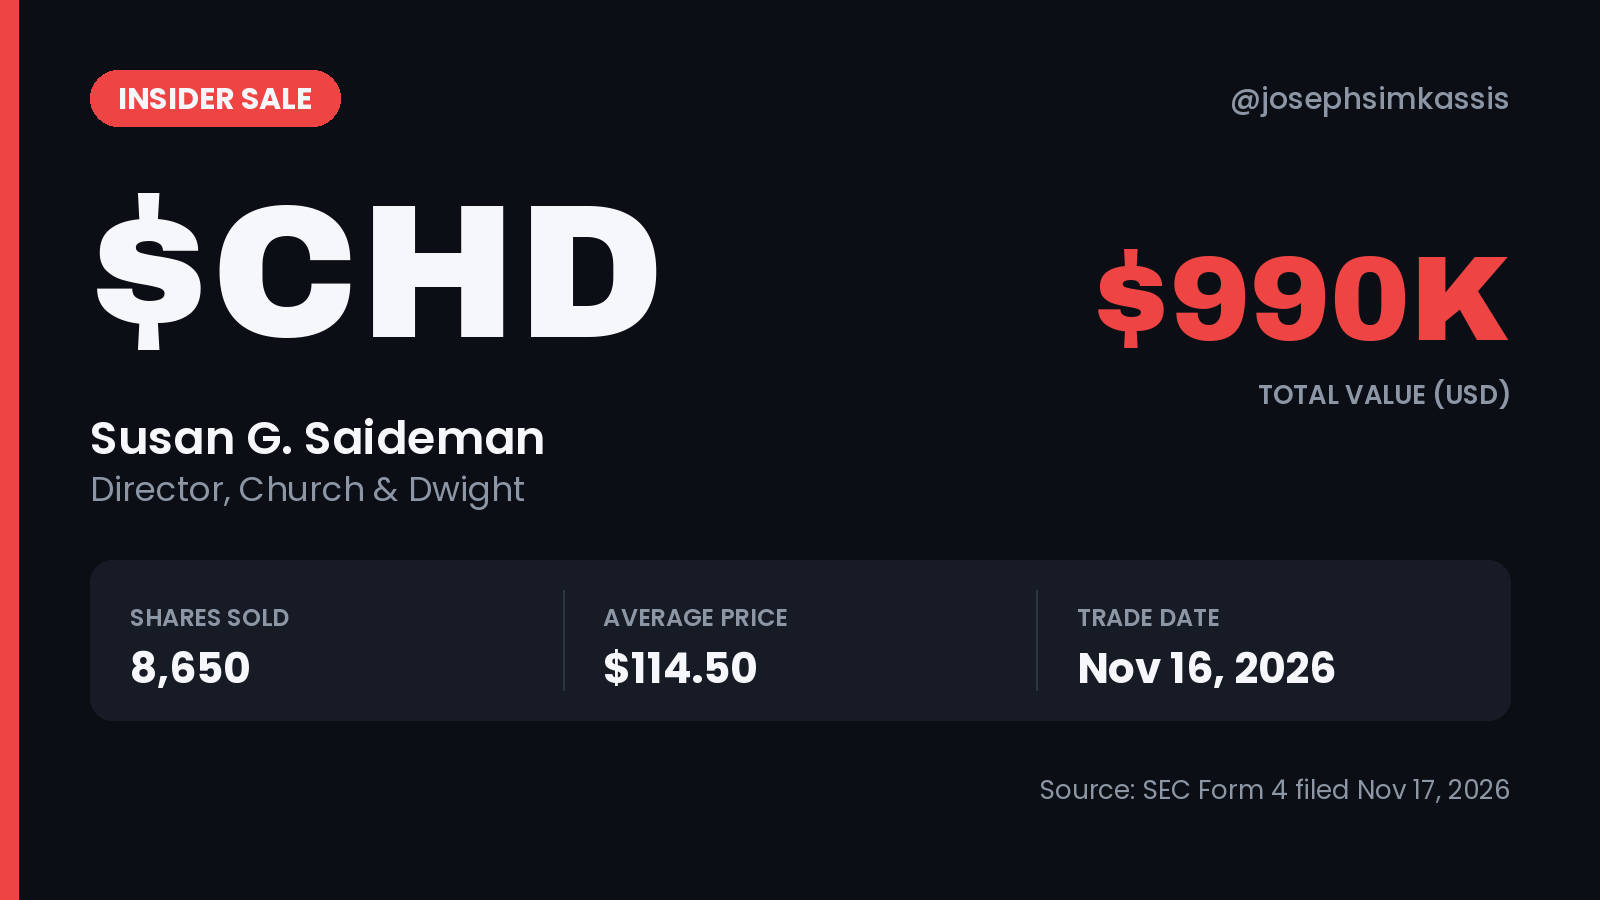 INSIDER SALE
@josephsimkassis
$CHD
$990K
TOTAL VALUE (USD)
Susan G. Saideman
Director, Church & Dwight
SHARES SOLD
8,650
AVERAGE PRICE
$114.50
TRADE DATE
Nov 16, 2026
Source: SEC Form 4 filed Nov 17, 2026